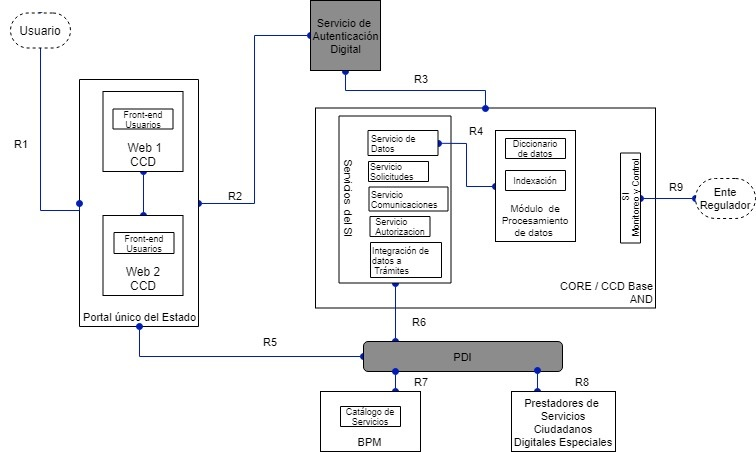 Usuario
Servicio de
Autenticación
Digital
R1
R2
R3
Front-end
Usuarios
Web 1
CCD
Front-end
Usuarios
Web 2
CCD
Portal único del Estado
Servicios del SI
Servicio de
Datos
Servicio
Solicitudes
Servicio
Comunicaciones
Servicio
Autorizacion
Integración de
datos a
Trámites
R4
Diccionario
de datos
Indexación
Módulo de
Procesamiento
de datos
SI
Monitoreo y Control
R9
Ente
Regulador
CORE / CCD Base
AND
R6
R5
PDI
R7
R8
Catálogo de
Servicios
BPM
Prestadores de
Servicios
Ciudadanos
Digitales Especiales